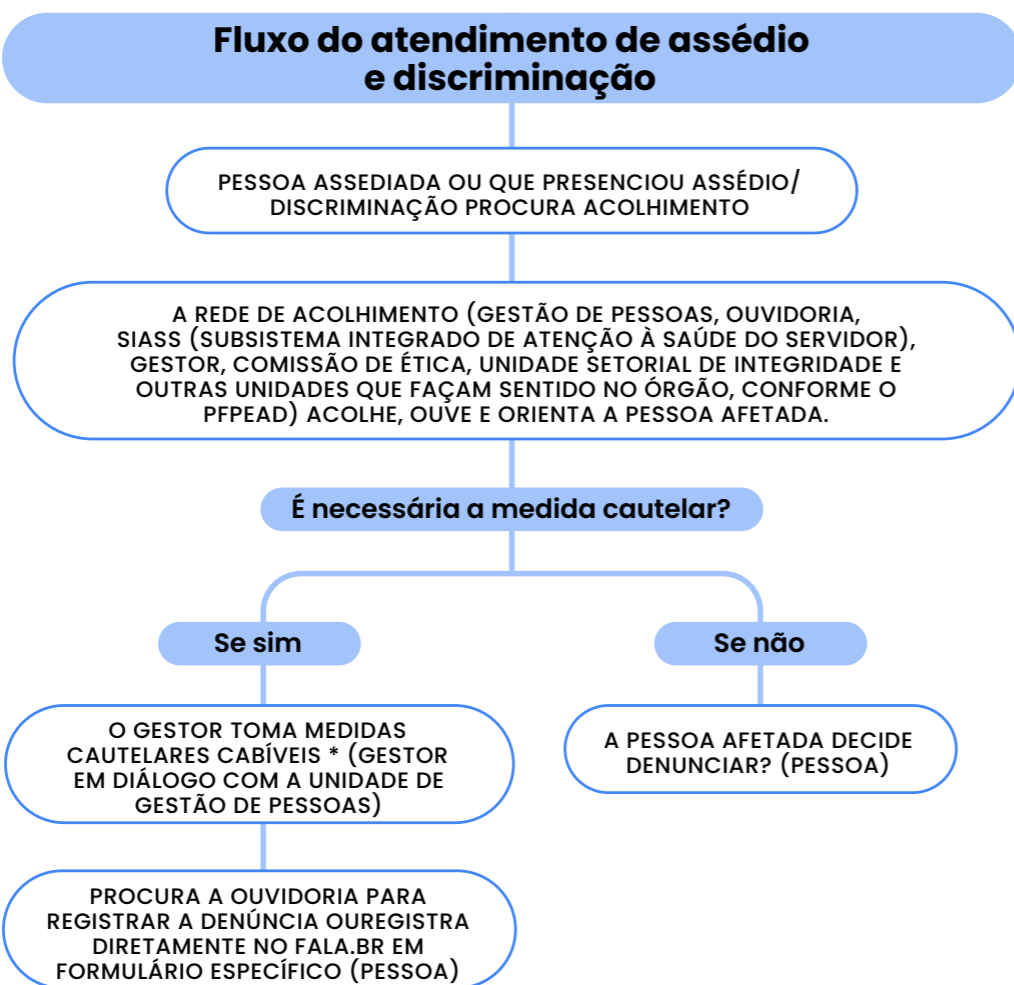 Fluxo do atendimento de assédio
e discriminação
PESSOA ASSEDIADA OU QUE PRESENCIOU ASSÉDIO/
DISCRIMINAÇÃO PROCURA ACOLHIMENTO
A REDE DE ACOLHIMENTO (GESTÃO DE PESSOAS, OUVIDORIA,
SIASS (SUBSISTEMA INTEGRADO DE ATENÇÃO À SAÚDE DO SERVIDOR),
GESTOR, COMISSÃO DE ÉTICA, UNIDADE SETORIAL DE INTEGRIDADE E
OUTRAS UNIDADES QUE FAÇAM SENTIDO NO ÓRGÃO, CONFORME O
PFPEAD) ACOLHE, OUVE E ORIENTA A PESSOA AFETADA.
É necessária a medida cautelar?
Se sim
O GESTOR TOMA MEDIDAS
CAUTELARES CABÍVEIS * (GESTOR
EM DIÁLOGO COM A UNIDADE DE
GESTÃO DE PESSOAS)
PROCURA A OUVIDORIA PARA
REGISTRAR A DENÚNCIA OUREGISTRA
DIRETAMENTE NO FALA.BR EM
FORMULÁRIO ESPECÍFICO (PESSOA)
Se não
A PESSOA AFETADA DECIDE
DENUNCIAR? (PESSOA)